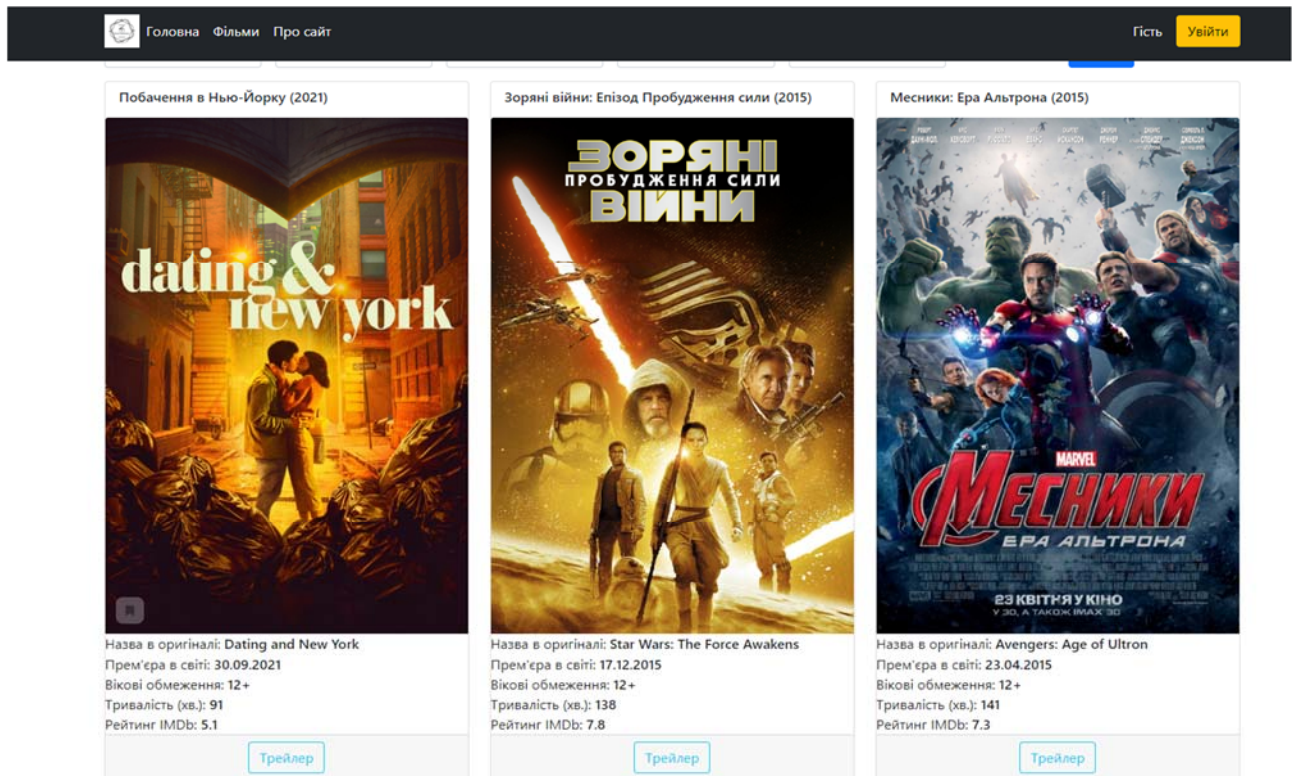 Головна Фільми Про сайт Гість Увійти
Побачення в Нью-Йорку (2021)
dating &
new york
Назва в оригіналі: Dating and New York
Прем'єра в світі: 30.09.2021
Вікові обмеження: 12+
Тривалість (хв.): 91
Рейтинг IMDb: 5.1
Трейлер
Зоряні війни: Епізод Пробудження сили (2015)
ЗОРЯНІ
ПРОБУДЖЕННЯ СИЛИ
ВІЙНИ
Назва в оригіналі: Star Wars: The Force Awakens
Прем'єра в світі: 17.12.2015
Вікові обмеження: 12+
Тривалість (хв.): 138
Рейтинг IMDb: 7.8
Трейлер
Месники: Ера Альтрона (2015)
MARVEL
МЕСНИКИ
ЕРА АЛЬТРОНА
23 КВІТНЯ У КІНО
У 3D, А ТАКОЖ IMAX 3D
Назва в оригіналі: Avengers: Age of Ultron
Прем'єра в світі: 23.04.2015
Вікові обмеження: 12+
Тривалість (хв.): 141
Рейтинг IMDb: 7.3
Трейлер